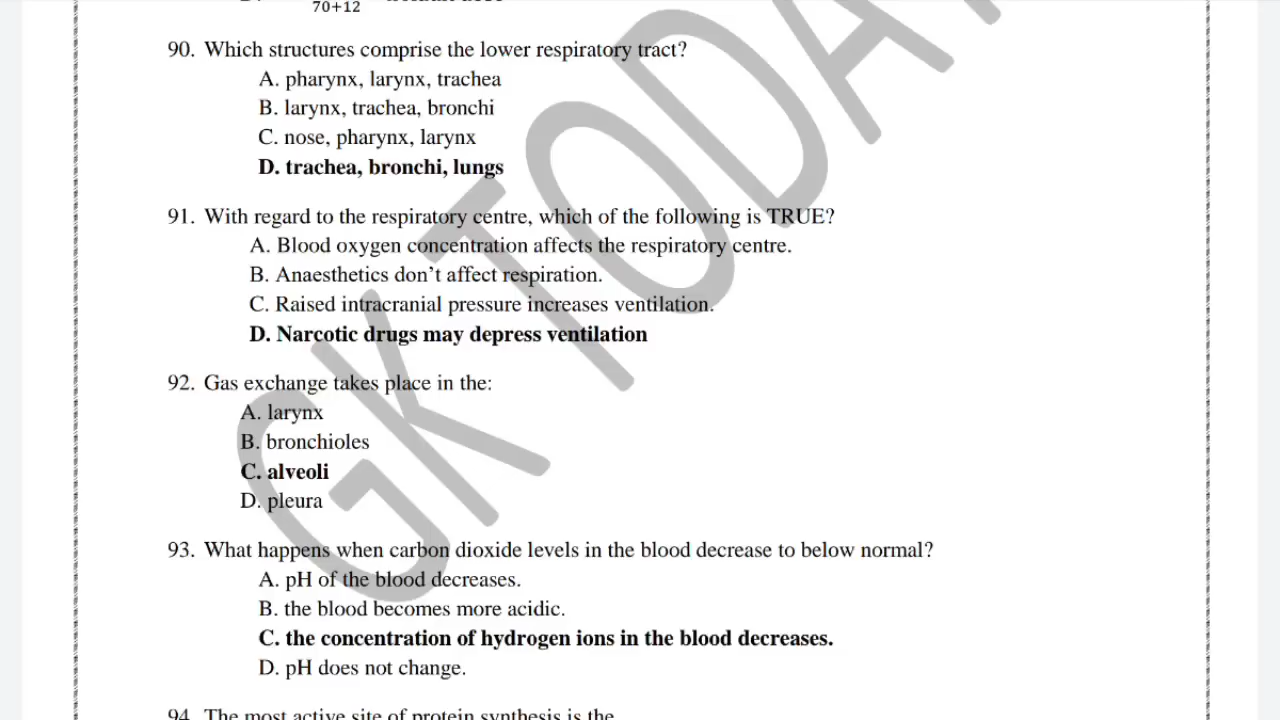 70+12
90. Which structures comprise the lower respiratory tract?
A. pharynx, larynx, trachea
B. larynx, trachea, bronchi
C. nose, pharynx, larynx
D. trachea, bronchi, lungs
91. With regard to the respiratory centre, which of the following is TRUE?
A. Blood oxygen concentration affects the respiratory centre.
B. Anaesthetics don’t affect respiration.
C. Raised intracranial pressure increases ventilation.
D. Narcotic drugs may depress ventilation
92. Gas exchange takes place in the:
A. larynx
B. bronchioles
C. alveoli
D. pleura
93. What happens when carbon dioxide levels in the blood decrease to below normal?
A. pH of the blood decreases.
B. the blood becomes more acidic.
C. the concentration of hydrogen ions in the blood decreases.
D. pH does not change.
94. The most active site of protein synthesis is the
GK TODA